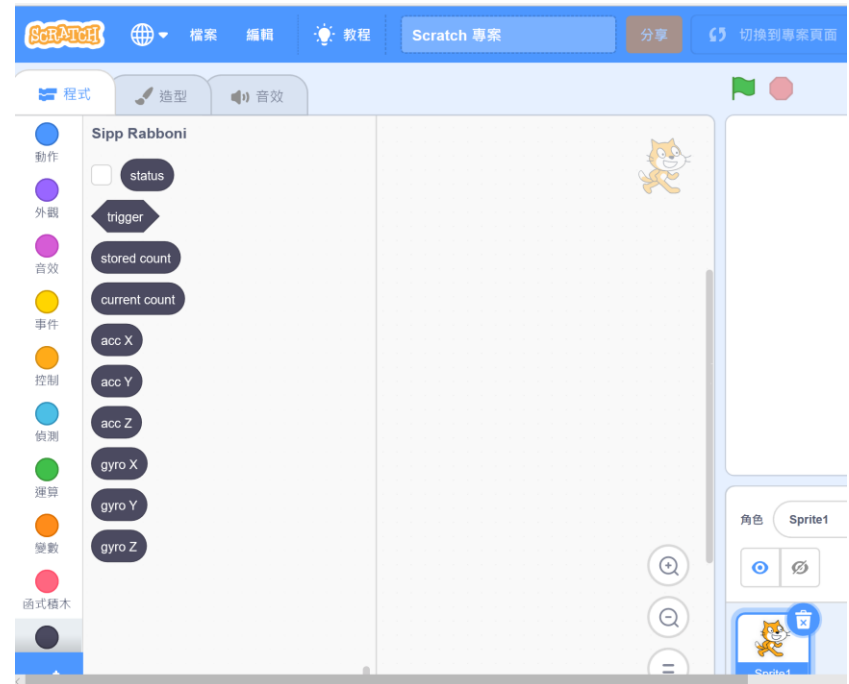 SCRATCH 檔案 編輯 教程 Scratch 專案 分享 切換到專案頁面
程式 造型 音效
Sipp Rabboni
動作
status
外觀
trigger
音效
stored count
事件
current count
控制
acc X
acc Y
偵測
acc Z
運算
gyro X
gyro Y
變數
gyro Z
函式積木
角色 Sprite1
Sprite1